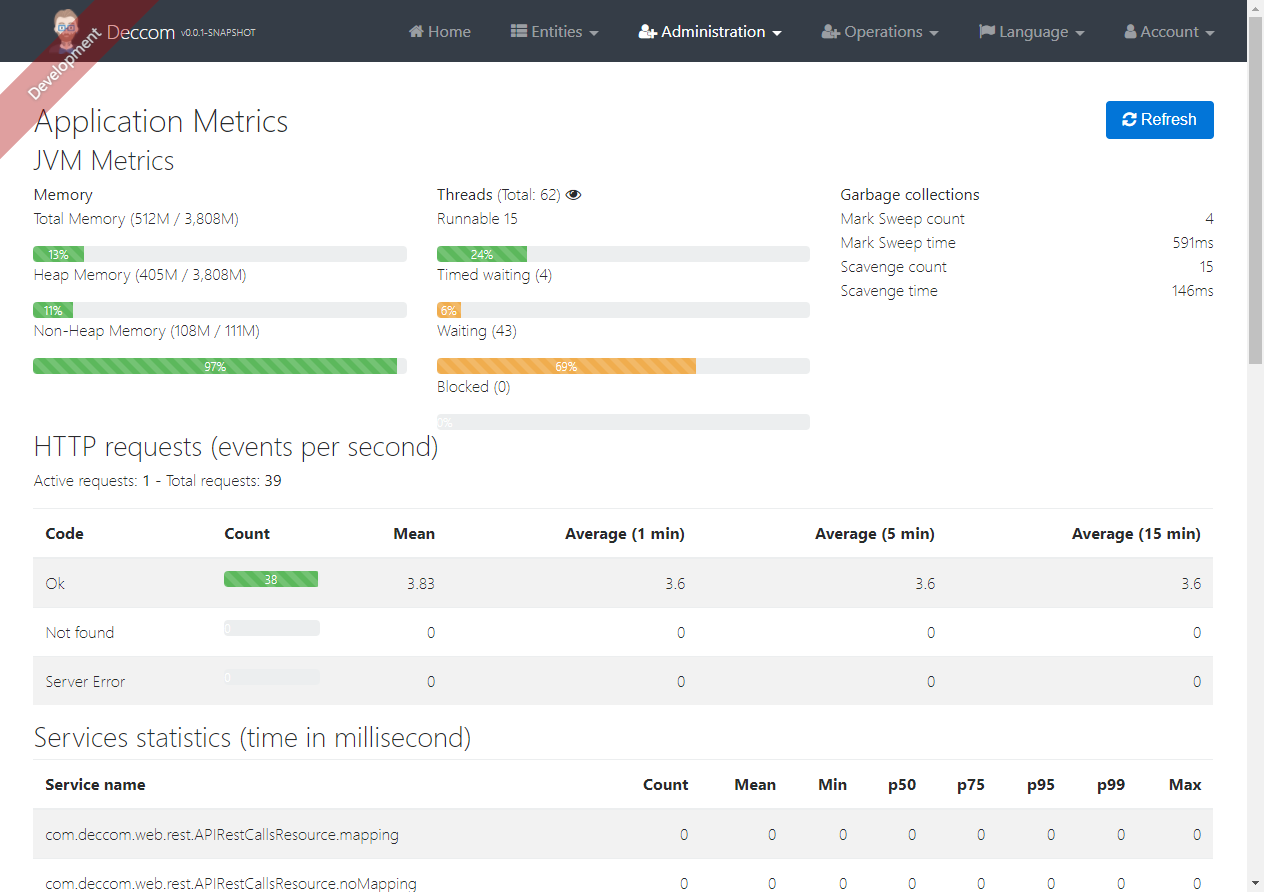 Development
Deccom v0.0.1-SNAPSHOT
Home
Entities
Administration
Operations
Language
Account
Application Metrics
Refresh
JVM Metrics
Memory
Total Memory (512M / 3,808M)
13%
Heap Memory (405M / 3,808M)
11%
Non-Heap Memory (108M / 111M)
97%
Threads (Total: 62)
Runnable 15
24%
Timed waiting (4)
6%
Waiting (43)
69%
Blocked (0)
0%
Garbage collections
Mark Sweep count 4
Mark Sweep time 591ms
Scavenge count 15
Scavenge time 146ms
HTTP requests (events per second)
Active requests: 1 - Total requests: 39
Code Count Mean Average (1 min) Average (5 min) Average (15 min)
Ok 38 3.83 3.6 3.6 3.6
Not found 0 0 0 0 0
Server Error 0 0 0 0 0
Services statistics (time in millisecond)
Service name Count Mean Min p50 p75 p95 p99 Max
com.deccom.web.rest.APIRestCallsResource.mapping 0 0 0 0 0 0 0 0
com.deccom.web.rest.APIRestCallsResource.noMapping 0 0 0 0 0 0 0 0